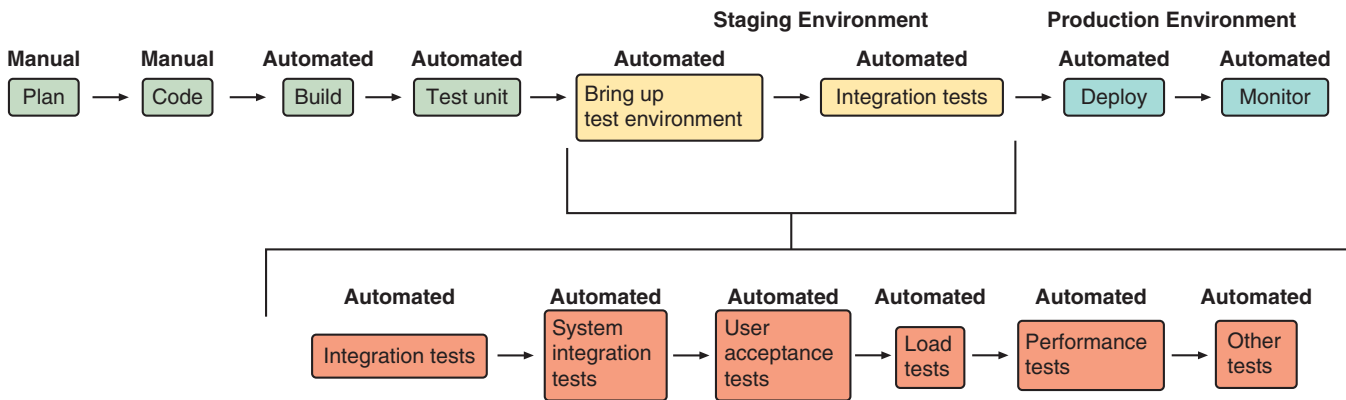 Staging Environment
Production Environment
Manual
Manual
Automated
Automated
Automated
Automated
Automated
Automated
Plan
Code
Build
Test unit
Bring up
test environment
Integration tests
Deploy
Monitor
Automated
Automated
Automated
Automated
Automated
Automated
Integration tests
System
integration
tests
User
acceptance
tests
Load
tests
Performance
tests
Other
tests